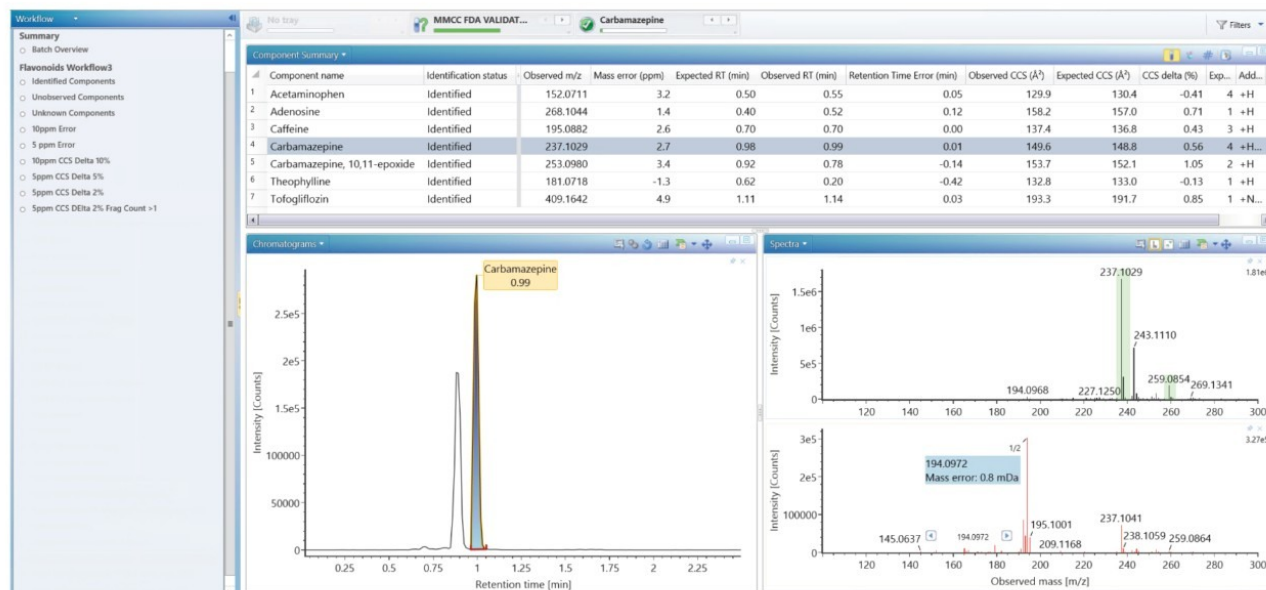 Workflow
No tray
MMCC FDA VALIDAT...
Carbamazepine
Filters
Summary
Batch Overview
Flavonoids Workflow3
Identified Components
Unobserved Components
Unknown Components
10ppm Error
5 ppm Error
10ppm CCS Delta 10%
5ppm CCS Delta 5%
5ppm CCS Delta 2%
5ppm CCS DElta 2% Frag Count >1
Component Summary
Component name Identification status Observed m/z Mass error (ppm) Expected RT (min) Observed RT (min) Retention Time Error (min) Observed CCS (Å²) Expected CCS (Å²) CCS delta (%) Exp... Add...
1 Acetaminophen Identified 152.0711 3.2 0.50 0.55 0.05 129.9 130.4 -0.41 4 +H
2 Adenosine Identified 268.1044 1.4 0.40 0.52 0.12 158.2 157.0 0.71 1 +H
3 Caffeine Identified 195.0882 2.6 0.70 0.70 0.00 137.4 136.8 0.43 3 +H
4 Carbamazepine Identified 237.1029 2.7 0.98 0.99 0.01 149.6 148.8 0.56 4 +H...
5 Carbamazepine, 10,11-epoxide Identified 253.0980 3.4 0.92 0.78 -0.14 153.7 152.1 1.05 2 +H
6 Theophylline Identified 181.0718 -1.3 0.62 0.20 -0.42 132.8 133.0 -0.13 1 +H
7 Tofogliflozin Identified 409.1642 4.9 1.11 1.14 0.03 193.3 191.7 0.85 1 +N...
Chromatograms
Carbamazepine
0.99
Intensity [Counts]
2.5e5
2e5
1.5e5
100000
50000
0
0.25 0.5 0.75 1 1.25 1.5 1.75 2 2.25
Retention time [min]
Spectra
237.1029
1.81e6
Intensity [Counts]
1.5e6
1e6
5e5
0
243.1110
194.0968
227.1250
259.0854
269.1341
120 140 160 180 200 220 240 260 280 300
3.27e5
Intensity [Counts]
3e5
2e5
100000
0
1/2
194.0972
Mass error: 0.8 mDa
145.0637
194.0972
195.1001
209.1168
237.1041
238.1059
259.0864
120 140 160 180 200 220 240 260 280 300
Observed mass [m/z]